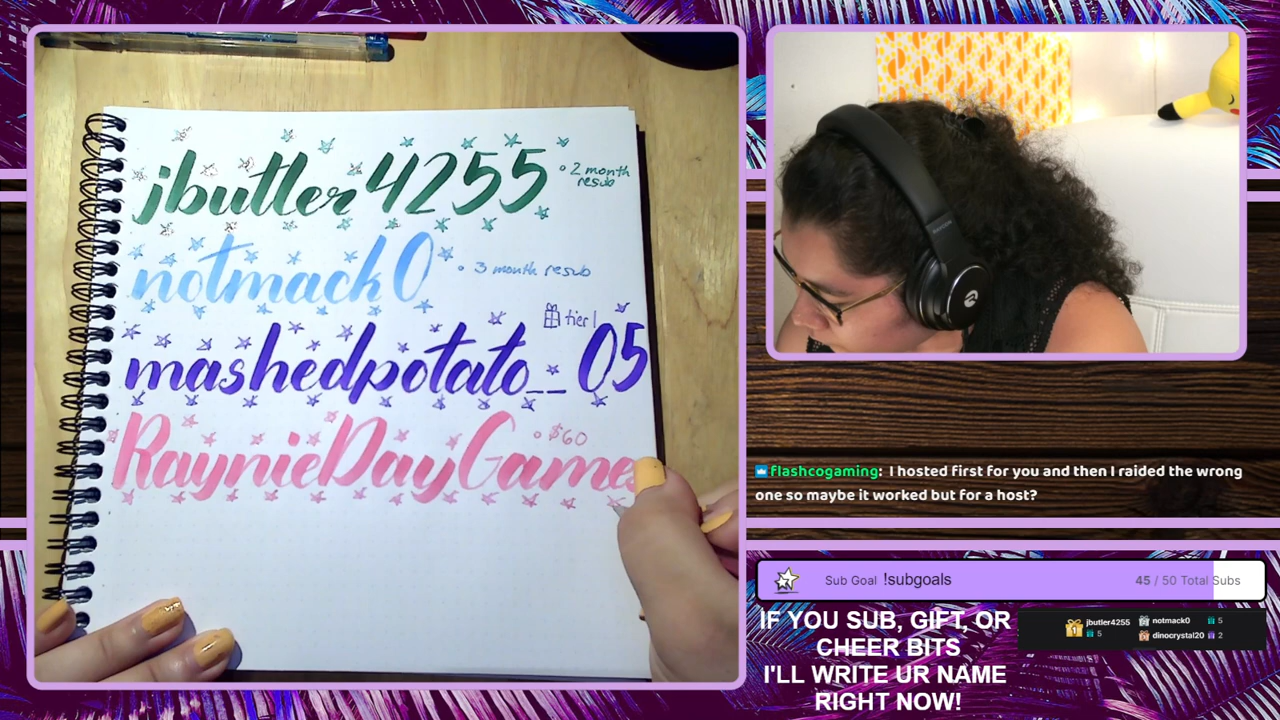 jbutler4255
° 2 month
resub
notmack0
° 3 month resub
tier 1
mashedpotato__05
RaynieDayGames
° $60
flashcogaming: I hosted first for you and then I raided the wrong
one so maybe it worked but for a host?
Sub Goal !subgoals
45 / 50 Total Subs
IF YOU SUB, GIFT, OR
CHEER BITS
I'LL WRITE UR NAME
RIGHT NOW!
1 jbutler4255
5
notmack0 5
dinocrystal20 2